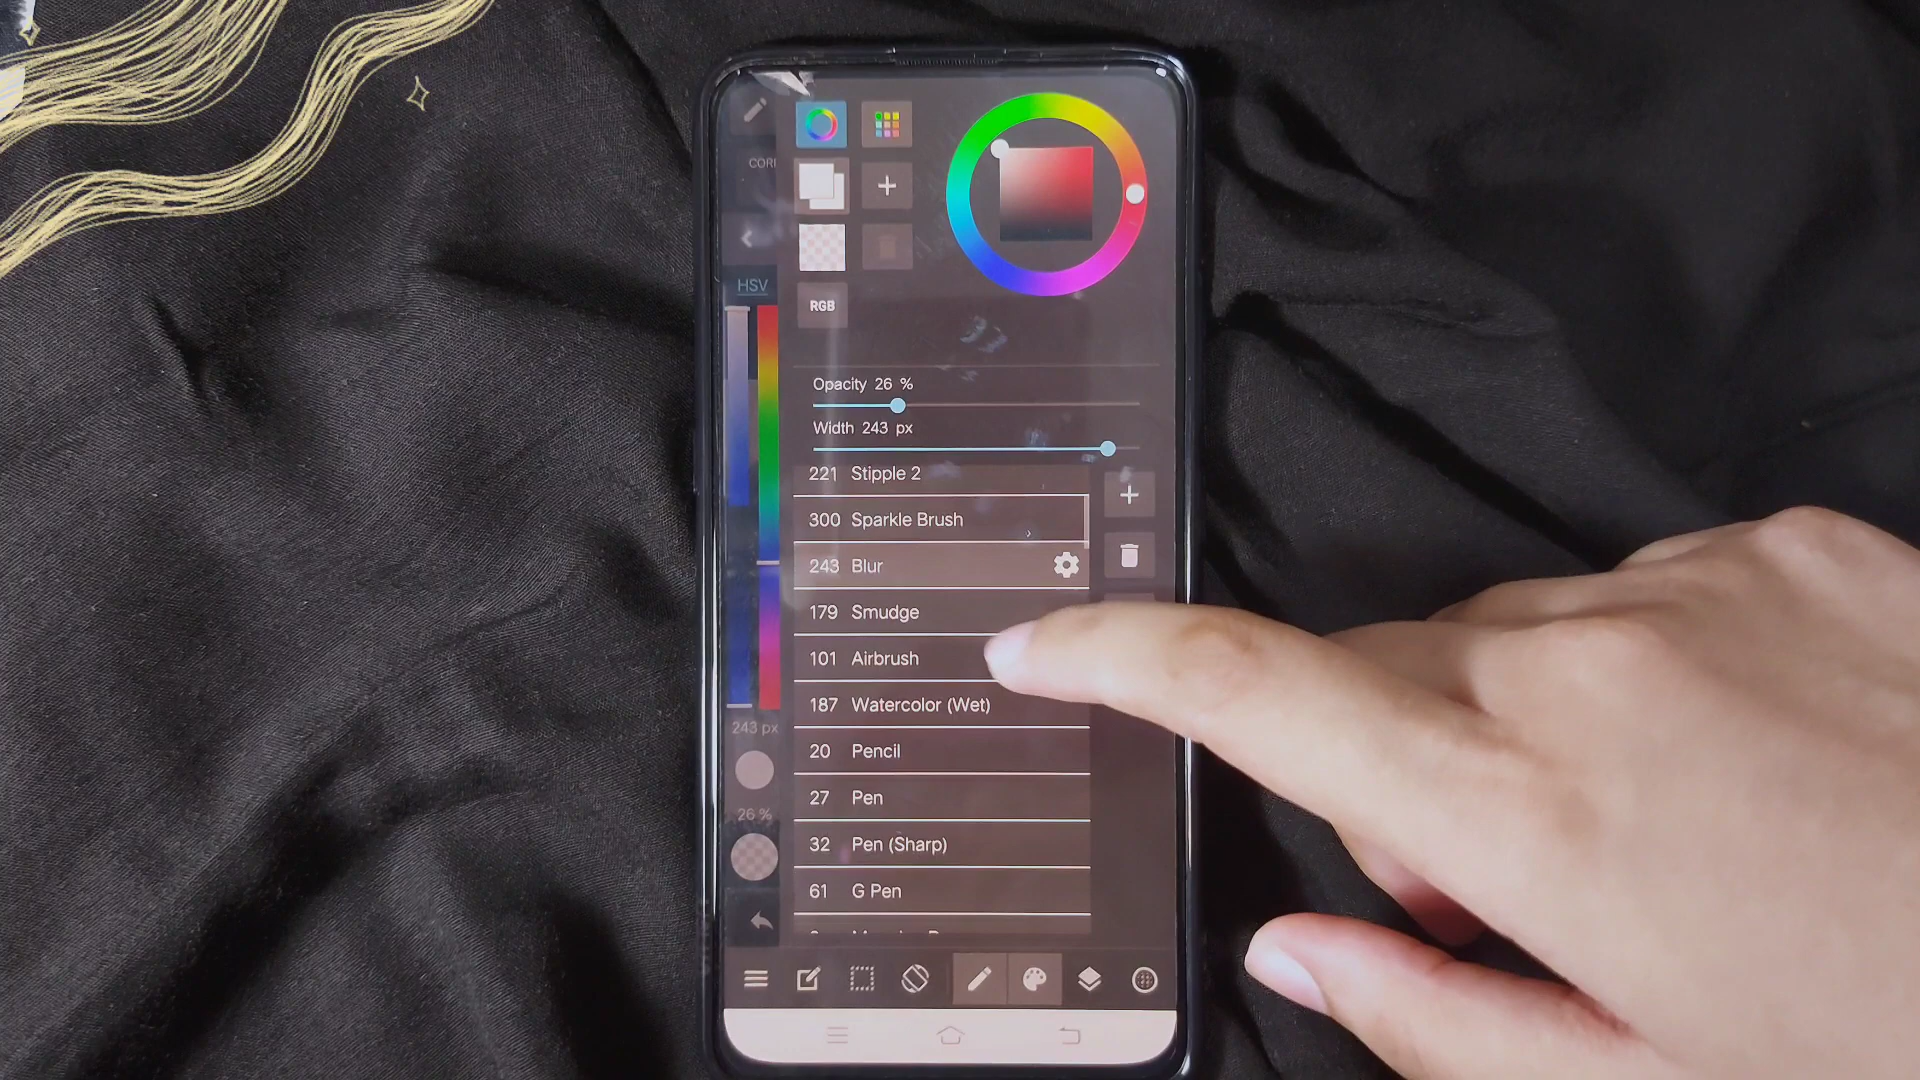 CORR
HSV
RGB
Opacity 26 %
Width 243 px
221 Stipple 2
300 Sparkle Brush
243 Blur
179 Smudge
101 Airbrush
187 Watercolor (Wet)
20 Pencil
27 Pen
32 Pen (Sharp)
61 G Pen
243 px
26 %